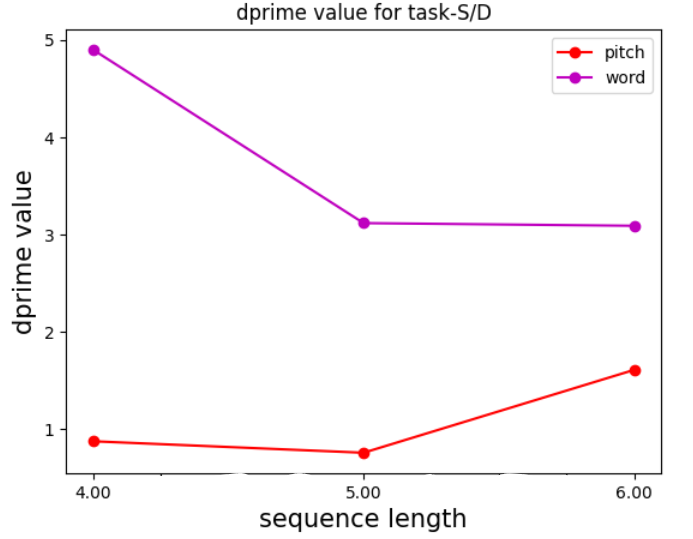 dprime value for task-S/D
5
4
3
2
1
dprime value
pitch
word
4.00 5.00 6.00
sequence length